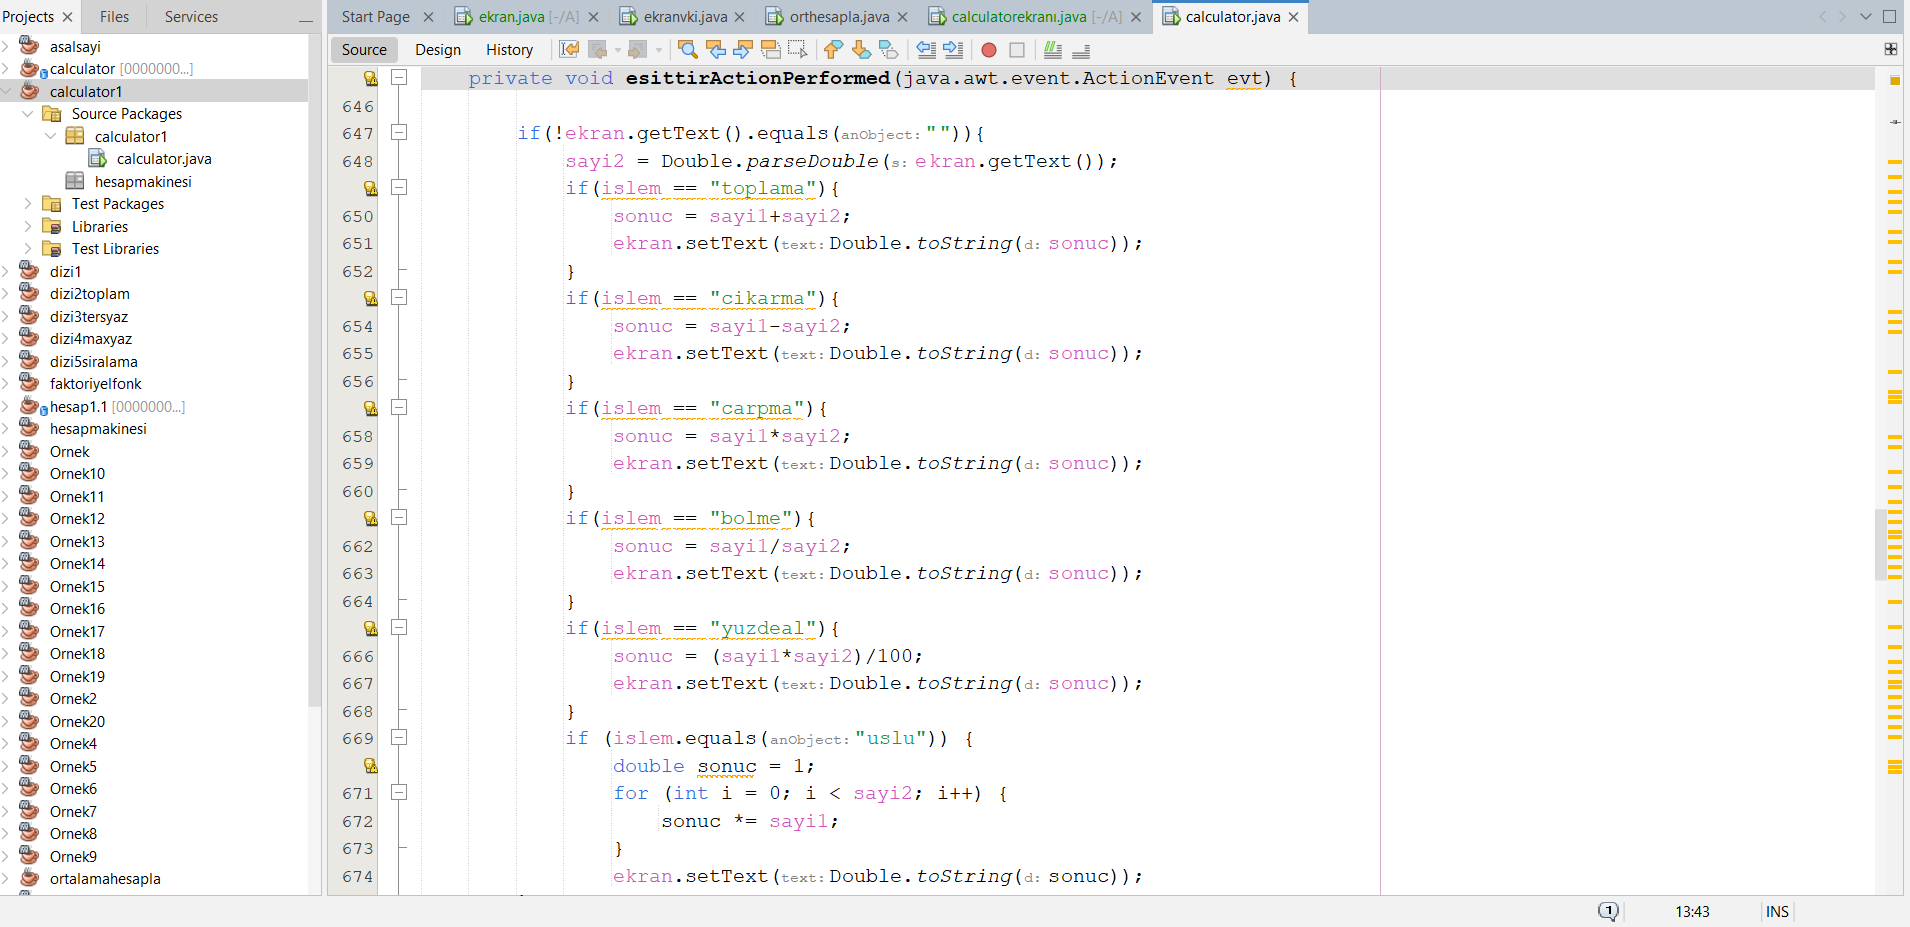 Projects Files Services
asalsayi
calculator [0000000...]
calculator1
Source Packages
calculator1
calculator.java
hesapmakinesi
Test Packages
Libraries
Test Libraries
dizi1
dizi2toplam
dizi3tersyaz
dizi4maxyaz
dizi5siralama
faktoriyelfonk
hesap1.1 [0000000...]
hesapmakinesi
Ornek
Ornek10
Ornek11
Ornek12
Ornek13
Ornek14
Ornek15
Ornek16
Ornek17
Ornek18
Ornek19
Ornek2
Ornek20
Ornek4
Ornek5
Ornek6
Ornek7
Ornek8
Ornek9
ortalamahesapla
Start Page ekran.java [-/A] ekranvki.java orthesapla.java calculatorekranı.java [-/A] calculator.java
Source Design History
private void esittirActionPerformed(java.awt.event.ActionEvent evt) {
646
647 if(!ekran.getText().equals(anObject: "")){
648 sayi2 = Double.parseDouble(s: ekran.getText());
if(islem == "toplama"){
650 sonuc = sayi1+sayi2;
651 ekran.setText(text: Double.toString(d: sonuc));
652 }
if(islem == "cikarma"){
654 sonuc = sayi1-sayi2;
655 ekran.setText(text: Double.toString(d: sonuc));
656 }
if(islem == "carpma"){
658 sonuc = sayi1*sayi2;
659 ekran.setText(text: Double.toString(d: sonuc));
660 }
if(islem == "bolme"){
662 sonuc = sayi1/sayi2;
663 ekran.setText(text: Double.toString(d: sonuc));
664 }
if(islem == "yuzdeal"){
666 sonuc = (sayi1*sayi2)/100;
667 ekran.setText(text: Double.toString(d: sonuc));
668 }
669 if (islem.equals(anObject: "uslu")) {
double sonuc = 1;
671 for (int i = 0; i < sayi2; i++) {
672 sonuc *= sayi1;
673 }
674 ekran.setText(text: Double.toString(d: sonuc));
1 13:43 INS